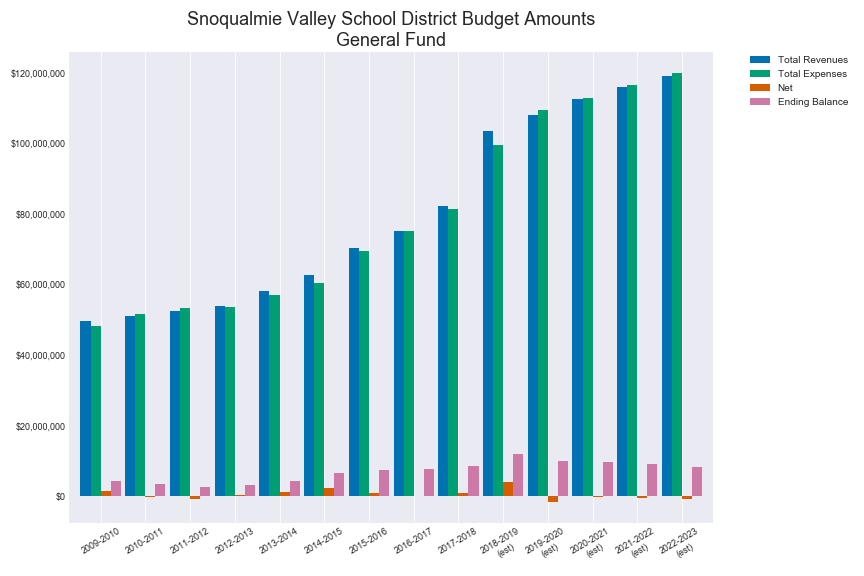 Snoqualmie Valley School District Budget Amounts
General Fund
Total Revenues
Total Expenses
Net
Ending Balance
$120,000,000
$100,000,000
$80,000,000
$60,000,000
$40,000,000
$20,000,000
$0
2009-2010
2010-2011
2011-2012
2012-2013
2013-2014
2014-2015
2015-2016
2016-2017
2017-2018
2018-2019
(est)
2019-2020
(est)
2020-2021
(est)
2021-2022
(est)
2022-2023
(est)